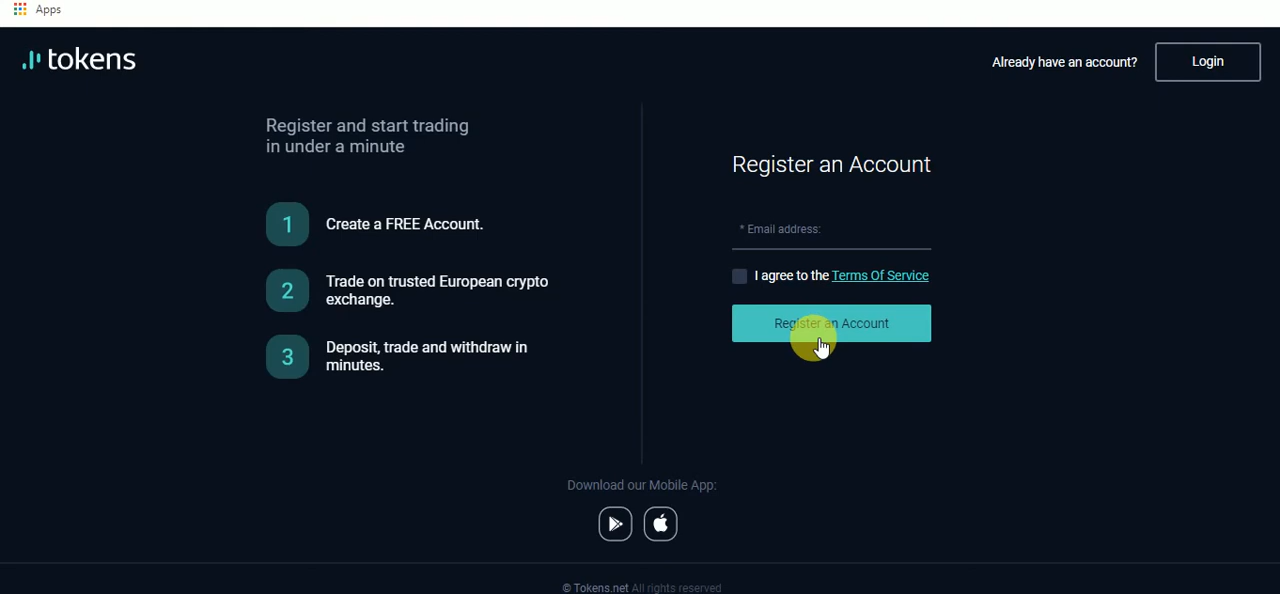 Apps
tokens
Already have an account?
Login
Register and start trading
in under a minute
1
Create a FREE Account.
2
Trade on trusted European crypto
exchange.
3
Deposit, trade and withdraw in
minutes.
Register an Account
* Email address:
I agree to the Terms Of Service
Register an Account
Download our Mobile App:
© Tokens.net All rights reserved